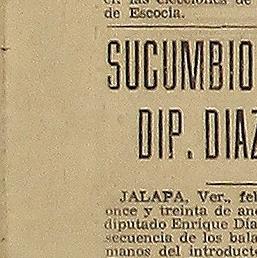 en las elecciones de
de Escocia.
SUCUMBIO
DIP. DIAZ
JALAPA, Ver., feb
once y treinta de
diputado Enrique Día
secuencia de los bala
manos del introducto